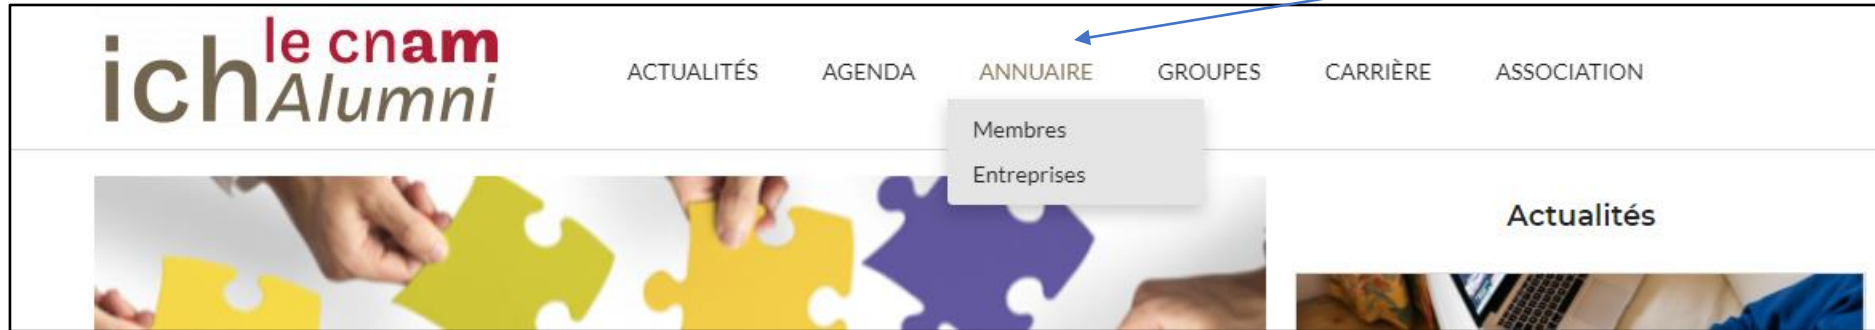 le cnam
ich Alumni
ACTUALITÉS AGENDA ANNUAIRE GROUPES CARRIÈRE ASSOCIATION
Membres
Entreprises
Actualités